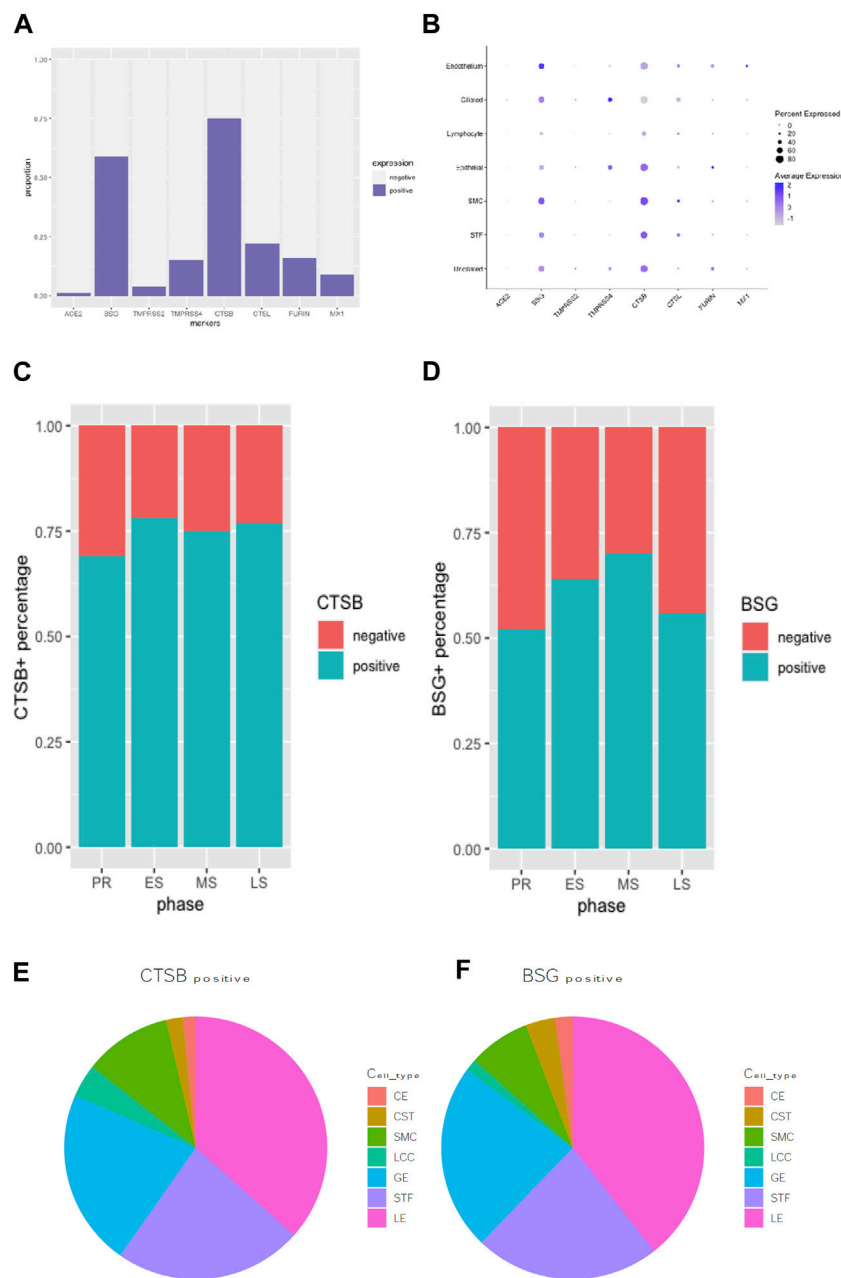 A
1.00
0.75
0.50
0.25
0.00
proportion
ACE2
BSG
TMPRSS2
TMPRSS4
CTSB
CTSL
FURIN
MX1
markers
expression
negative
positive
B
Endothelium
Ciliated
Lymphocyte
Epithelial
SMC
STF
Unciliated
ACE2
BSG
TMPRSS2
TMPRSS4
CTSB
CTSL
FURIN
MX1
Percent Expressed
0
20
40
60
80
Average Expression
2
1
0
-1
C
1.00
0.75
0.50
0.25
0.00
CTSB+ percentage
PR
ES
MS
LS
phase
CTSB
negative
positive
D
1.00
0.75
0.50
0.25
0.00
BSG+ percentage
PR
ES
MS
LS
phase
BSG
negative
positive
E
CTSB positive
Cell_type
CE
CST
SMC
LCC
GE
STF
LE
F
BSG positive
Cell_type
CE
CST
SMC
LCC
GE
STF
LE